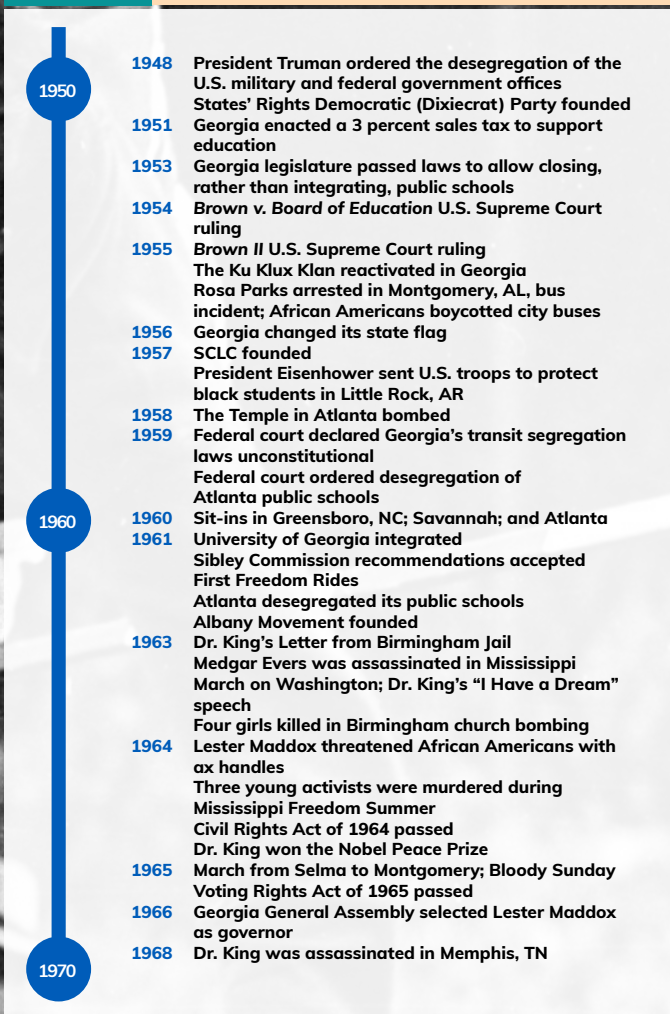 1950
1948 President Truman ordered the desegregation of the
U.S. military and federal government offices
States' Rights Democratic (Dixiecrat) Party founded
1951 Georgia enacted a 3 percent sales tax to support
education
1953 Georgia legislature passed laws to allow closing,
rather than integrating, public schools
1954 Brown v. Board of Education U.S. Supreme Court
ruling
1955 Brown II U.S. Supreme Court ruling
The Ku Klux Klan reactivated in Georgia
Rosa Parks arrested in Montgomery, AL, bus
incident; African Americans boycotted city buses
1956 Georgia changed its state flag
1957 SCLC founded
President Eisenhower sent U.S. troops to protect
black students in Little Rock, AR
1958 The Temple in Atlanta bombed
1959 Federal court declared Georgia's transit segregation
laws unconstitutional
Federal court ordered desegregation of
Atlanta public schools
1960
1960 Sit-ins in Greensboro, NC; Savannah; and Atlanta
1961 University of Georgia integrated
Sibley Commission recommendations accepted
First Freedom Rides
Atlanta desegregated its public schools
Albany Movement founded
1963 Dr. King's Letter from Birmingham Jail
Medgar Evers was assassinated in Mississippi
March on Washington; Dr. King's “I Have a Dream”
speech
Four girls killed in Birmingham church bombing
1964 Lester Maddox threatened African Americans with
ax handles
Three young activists were murdered during
Mississippi Freedom Summer
Civil Rights Act of 1964 passed
Dr. King won the Nobel Peace Prize
1965 March from Selma to Montgomery; Bloody Sunday
Voting Rights Act of 1965 passed
1966 Georgia General Assembly selected Lester Maddox
as governor
1968 Dr. King was assassinated in Memphis, TN
1970